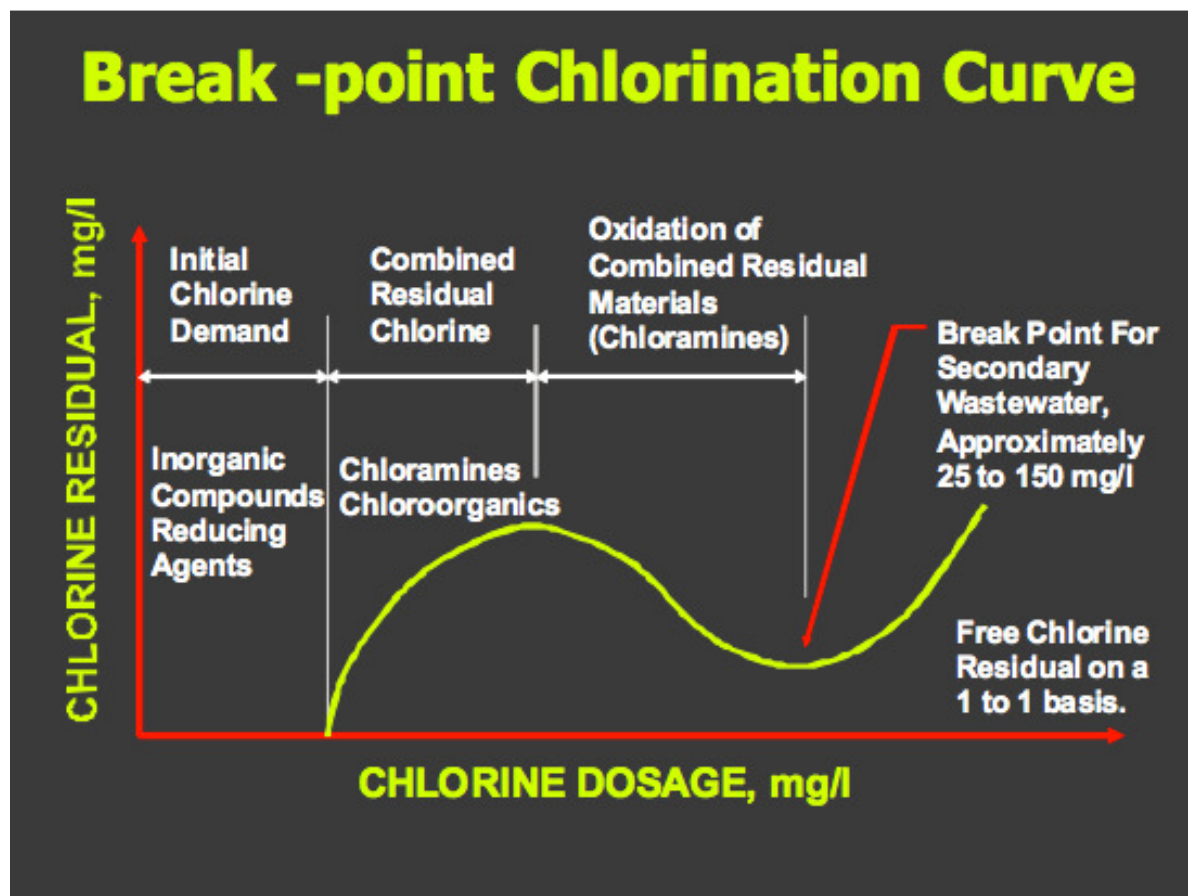 Break -point Chlorination Curve
CHLORINE RESIDUAL, mg/l
Initial
Chlorine
Demand
Combined
Residual
Chlorine
Oxidation of
Combined Residual
Materials
(Chloramines)
Break Point For
Secondary
Wastewater,
Approximately
25 to 150 mg/l
Inorganic
Compounds
Reducing
Agents
Chloramines
Chloroorganics
Free Chlorine
Residual on a
1 to 1 basis.
CHLORINE DOSAGE, mg/l